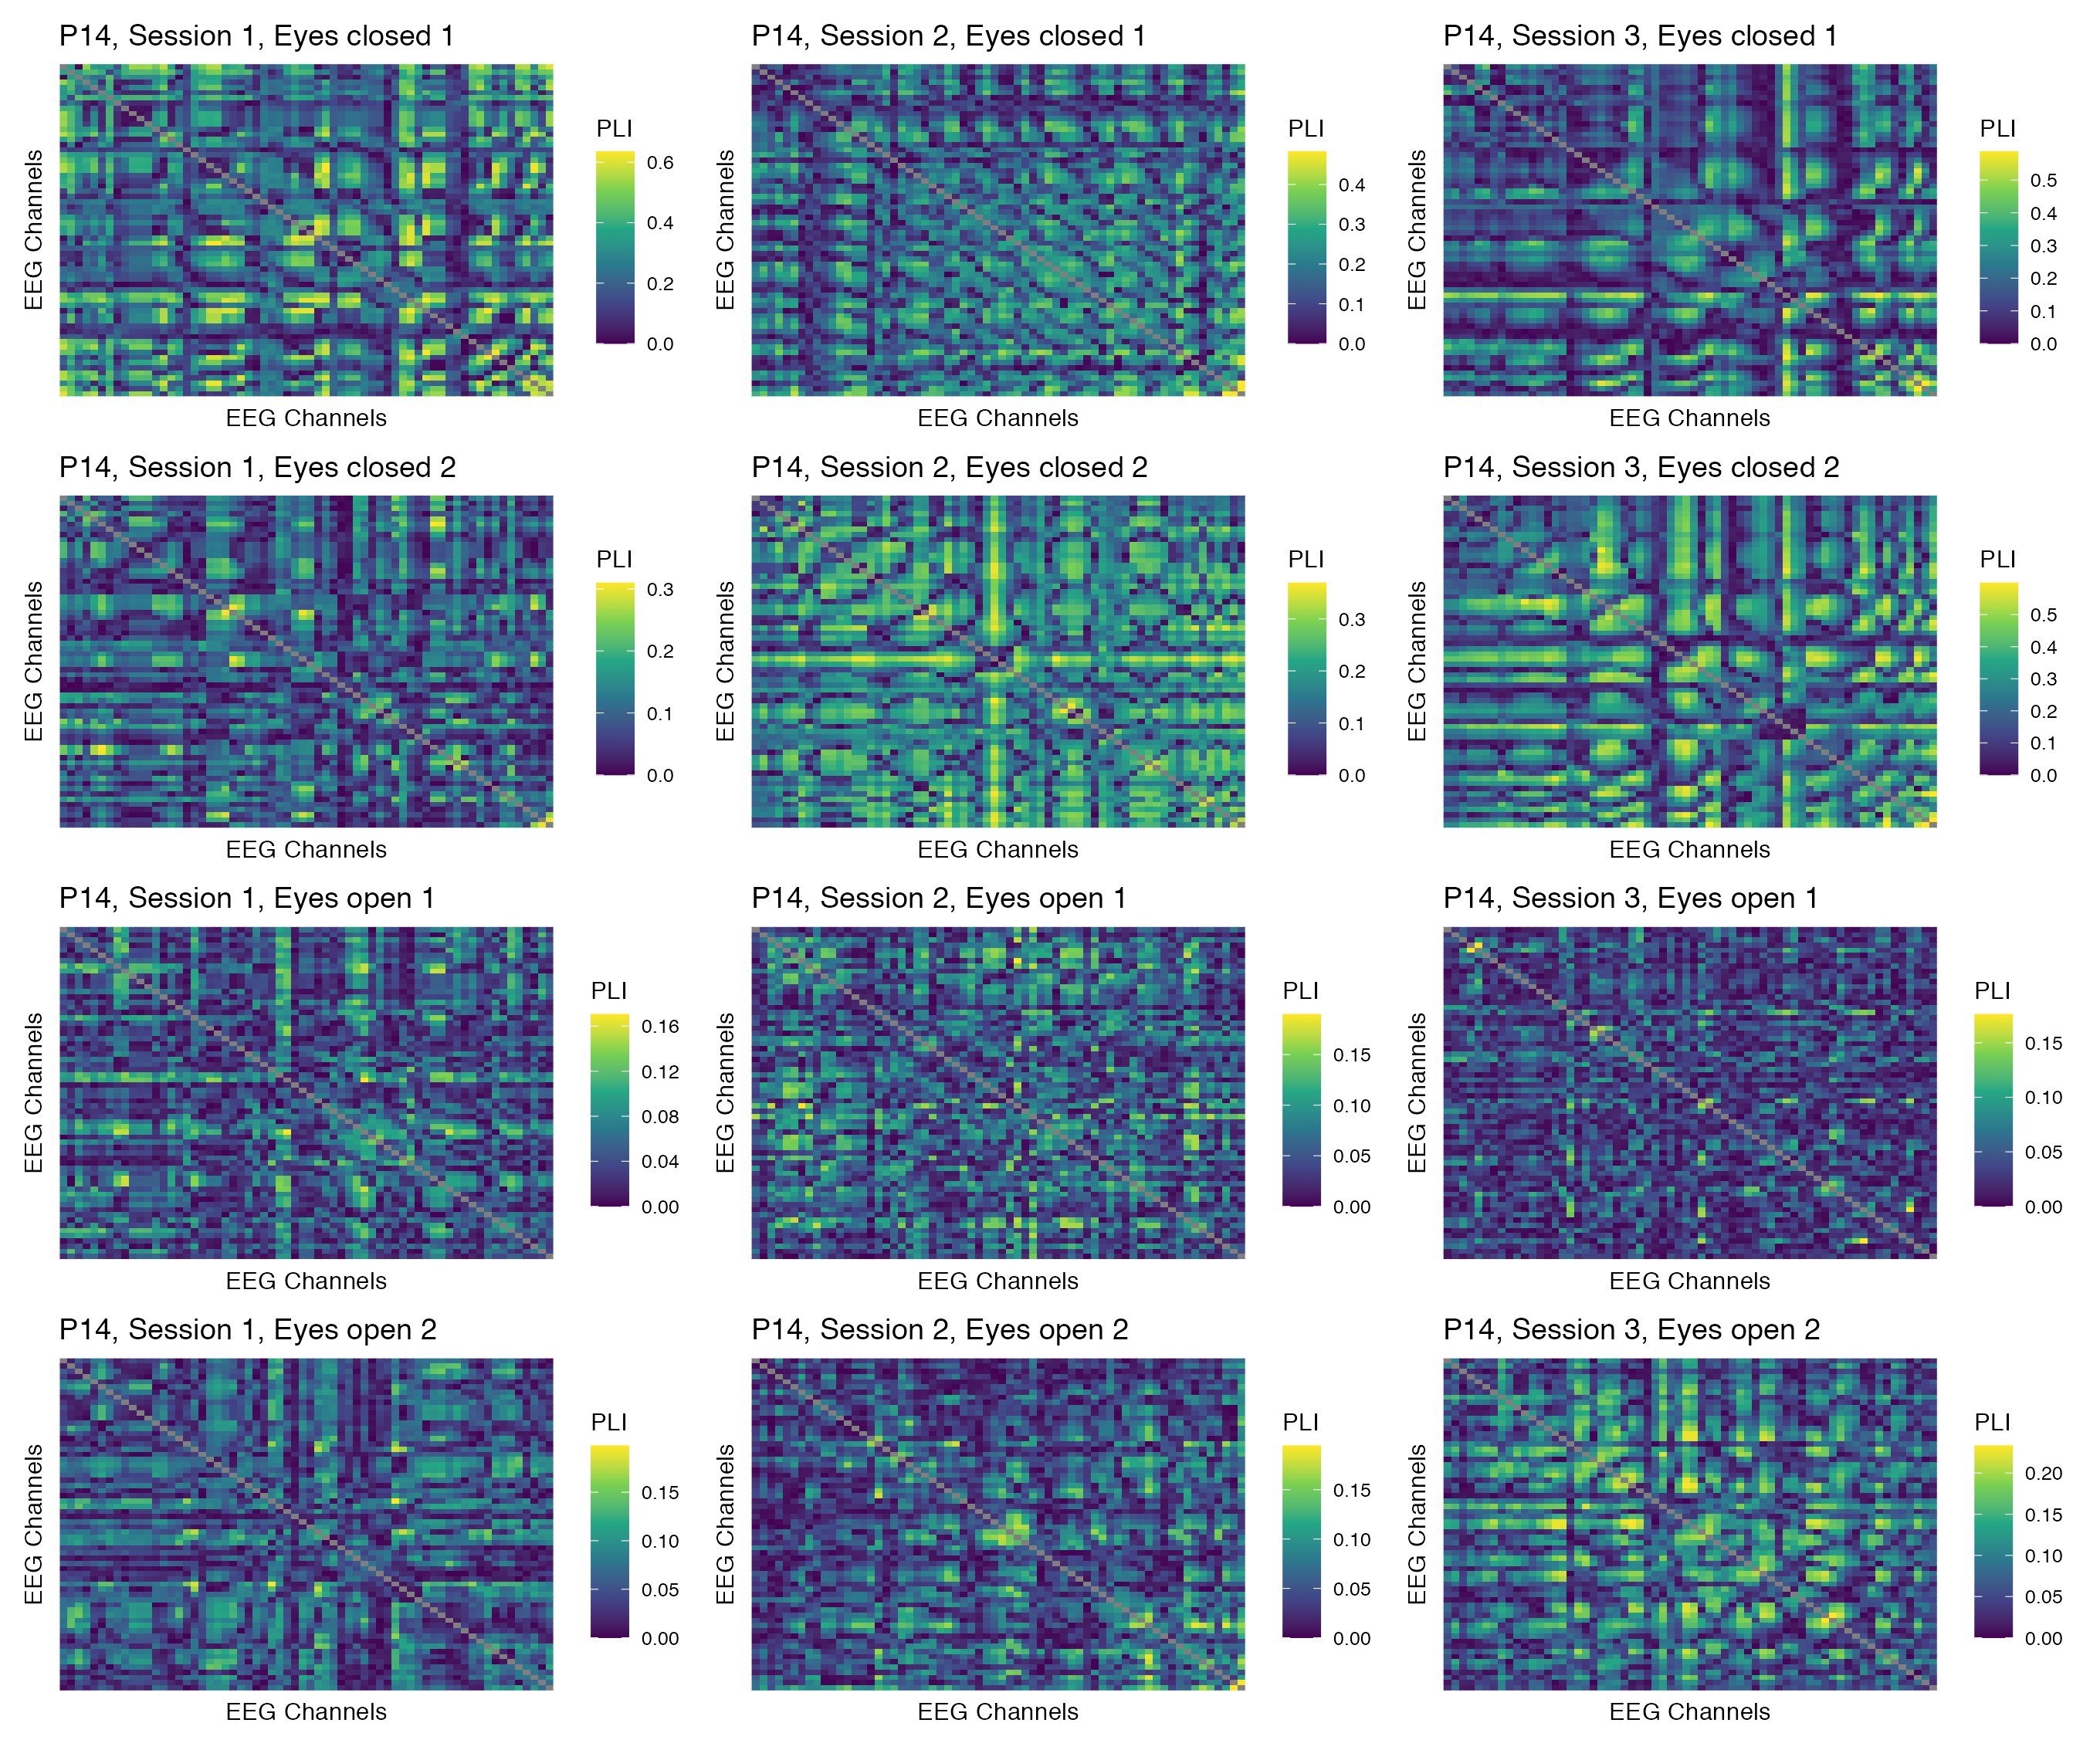 P14, Session 1, Eyes closed 1
EEG Channels
EEG Channels
PLI
0.6
0.4
0.2
0.0
P14, Session 2, Eyes closed 1
EEG Channels
EEG Channels
PLI
0.4
0.3
0.2
0.1
0.0
P14, Session 3, Eyes closed 1
EEG Channels
EEG Channels
PLI
0.5
0.4
0.3
0.2
0.1
0.0
P14, Session 1, Eyes closed 2
EEG Channels
EEG Channels
PLI
0.3
0.2
0.1
0.0
P14, Session 2, Eyes closed 2
EEG Channels
EEG Channels
PLI
0.3
0.2
0.1
0.0
P14, Session 3, Eyes closed 2
EEG Channels
EEG Channels
PLI
0.5
0.4
0.3
0.2
0.1
0.0
P14, Session 1, Eyes open 1
EEG Channels
EEG Channels
PLI
0.16
0.12
0.08
0.04
0.00
P14, Session 2, Eyes open 1
EEG Channels
EEG Channels
PLI
0.15
0.10
0.05
0.00
P14, Session 3, Eyes open 1
EEG Channels
EEG Channels
PLI
0.15
0.10
0.05
0.00
P14, Session 1, Eyes open 2
EEG Channels
EEG Channels
PLI
0.15
0.10
0.05
0.00
P14, Session 2, Eyes open 2
EEG Channels
EEG Channels
PLI
0.15
0.10
0.05
0.00
P14, Session 3, Eyes open 2
EEG Channels
EEG Channels
PLI
0.20
0.15
0.10
0.05
0.00